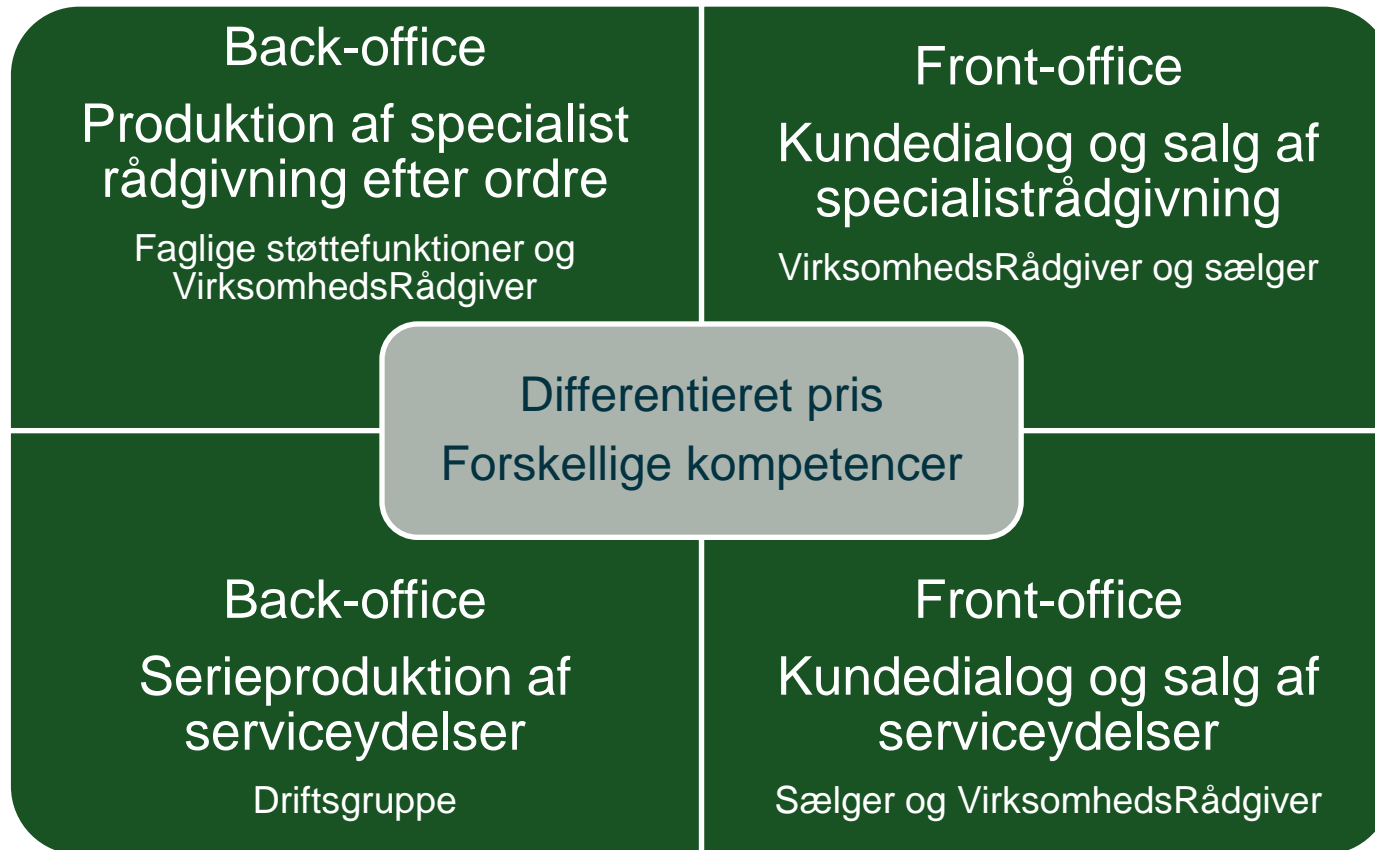 Back-office
Produktion af specialist
rådgivning efter ordre
Faglige støttefunktioner og
VirksomhedsRådgiver
Front-office
Kundedialog og salg af
specialistrådgivning
VirksomhedsRådgiver og sælger
Differentieret pris
Forskellige kompetencer
Back-office
Serieproduktion af
serviceydelser
Driftsgruppe
Front-office
Kundedialog og salg af
serviceydelser
Sælger og VirksomhedsRådgiver